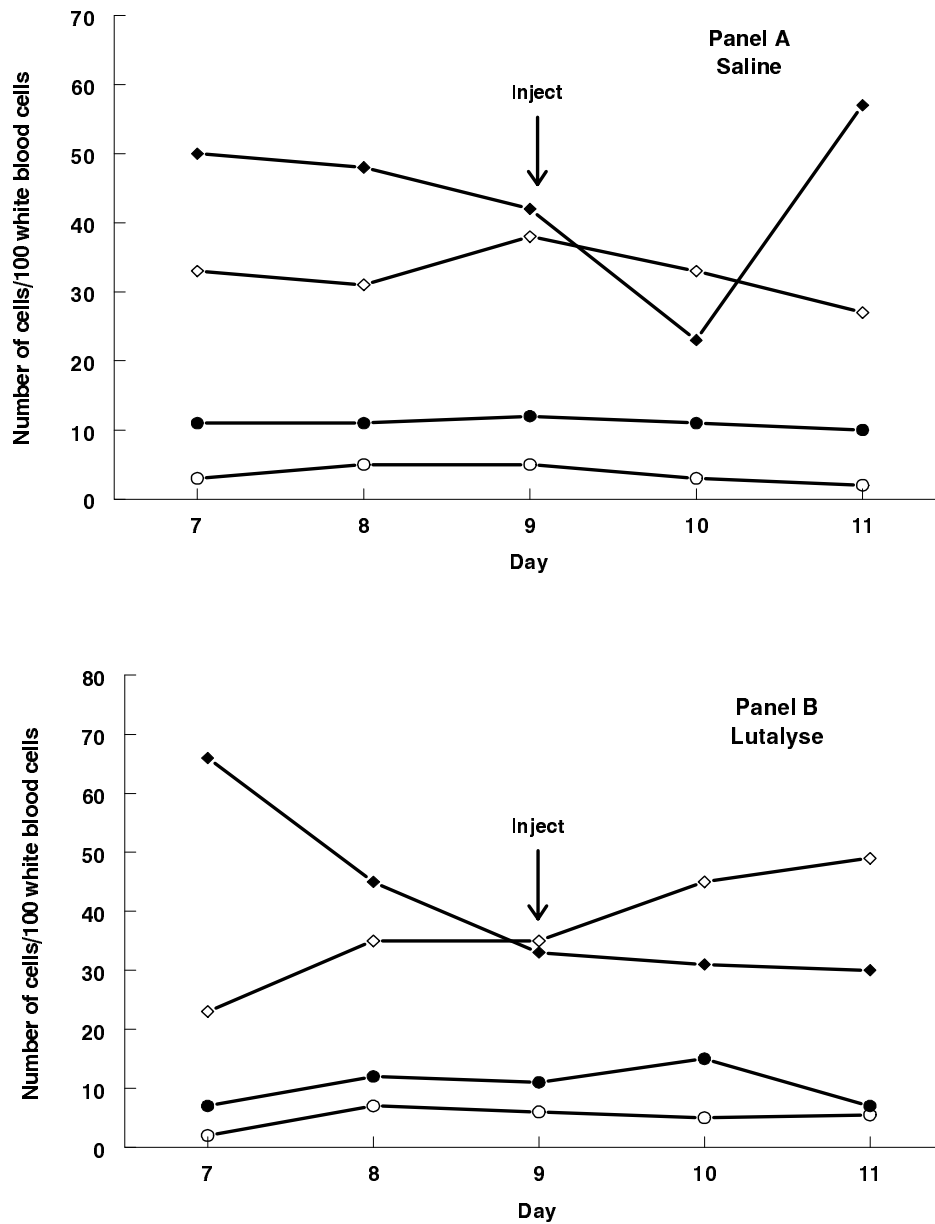 70
Panel A
Saline
60
Inject
50
40
30
20
10
0
Number of cells/100 white blood cells
7 8 9 10 11
Day
80
Panel B
Lutalyse
70
60
Inject
50
40
30
20
10
0
Number of cells/100 white blood cells
7 8 9 10 11
Day